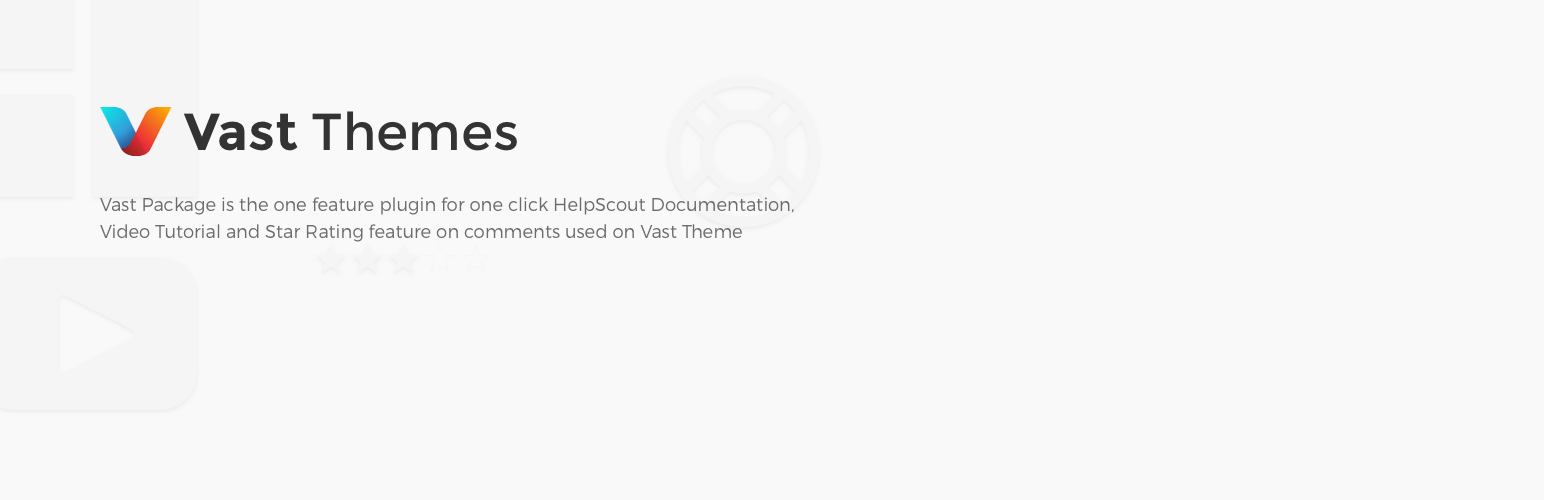 Vast Themes
Vast Package is the one feature plugin for one click HelpScout Documentation,
Video Tutorial and Star Rating feature on comments used on Vast Theme